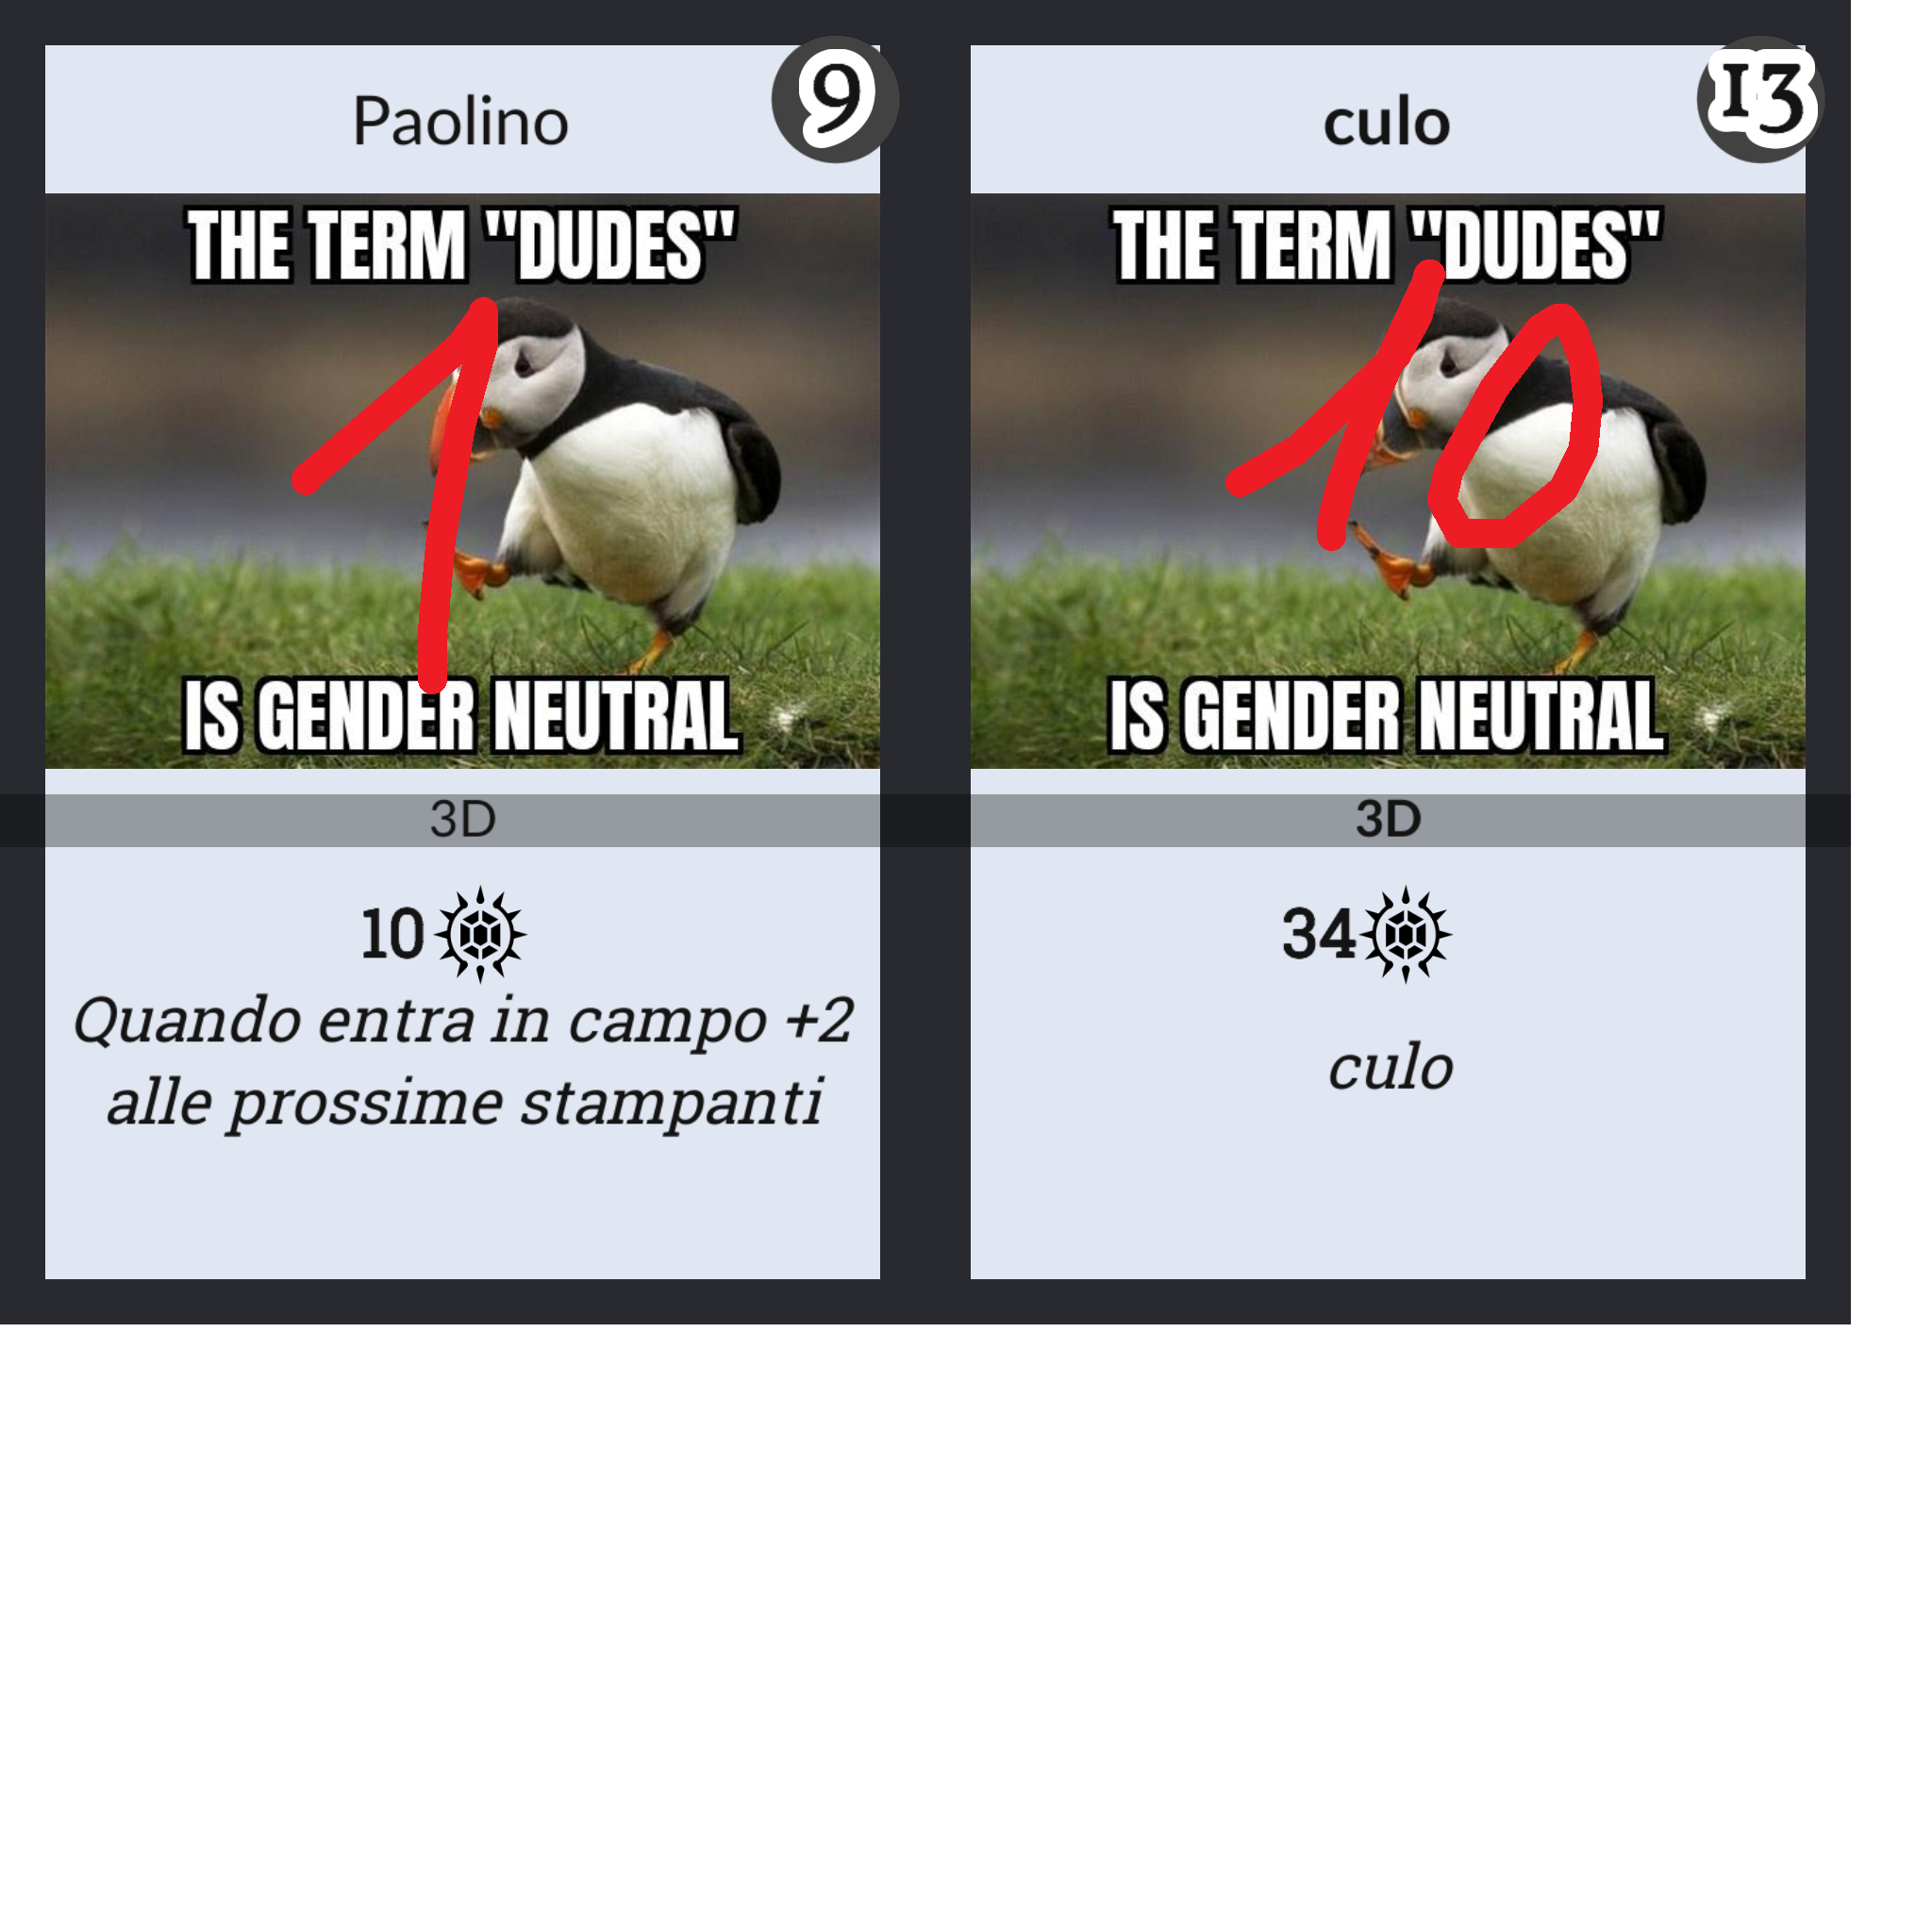 Paolino
9
THE TERM "DUDES"
1
IS GENDER NEUTRAL
3D
10
Quando entra in campo +2
alle prossime stampanti
culo
13
THE TERM "DUDES"
10
IS GENDER NEUTRAL
3D
34
culo